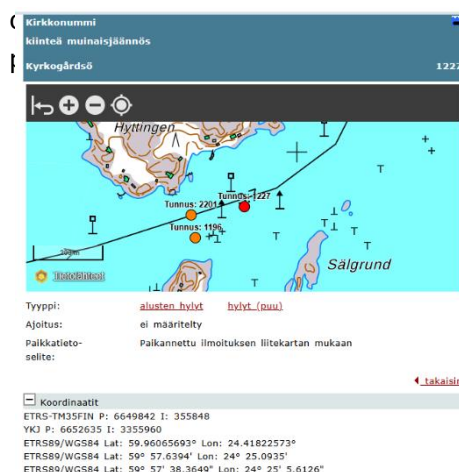 Kirkkonummi
kiinteä muinaisjäännös
Kyrkogårdsö 1227
Hyttingen
Tunnus: 1227
Tunnus: 2201
Tunnus: 1196
Sälgrund
Tietolähteet
Tyyppi: alusten hylyt hylyt (puu)
Ajoitus: ei määritelty
Paikkatieto- Paikannettu ilmoituksen liitekartan mukaan
selite:
takaisin
Koordinaatit
ETRS-TM35FIN P: 6649842 I: 355848
YKJ P: 6652635 I: 3355960
ETRS89/WGS84 Lat: 59.96065693° Lon: 24.41822573°
ETRS89/WGS84 Lat: 59° 57.6394' Lon: 24° 25.0935'
ETRS89/WGS84 Lat: 59° 57' 38.3649" Lon: 24° 25' 5.6126"